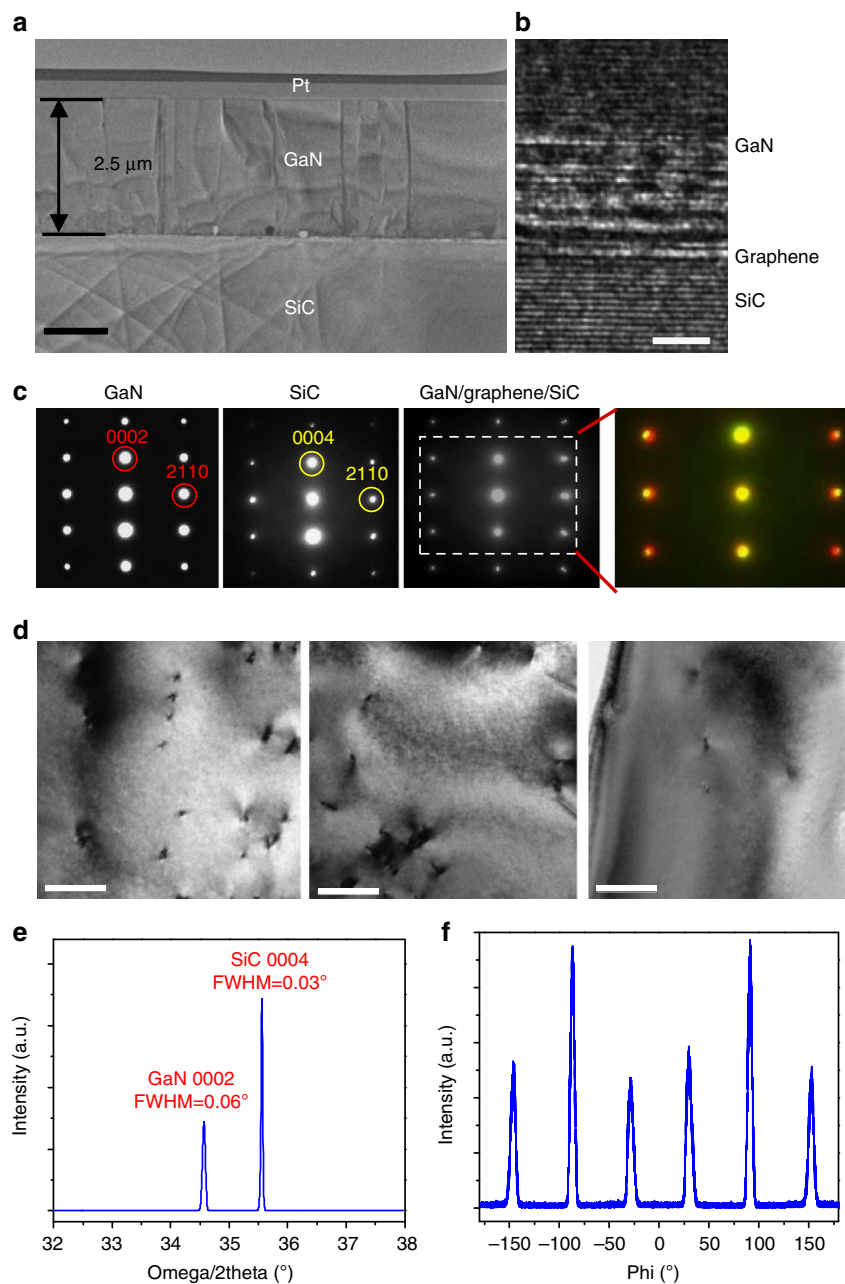 a
Pt
2.5 μm
GaN
SiC
b
GaN
Graphene
SiC
c
GaN
SiC
GaN/graphene/SiC
0002
2110
0004
2110
d
e
SiC 0004
FWHM=0.03°
GaN 0002
FWHM=0.06°
Intensity (a.u.)
32 33 34 35 36 37 38
Omega/2theta (°)
f
Intensity (a.u.)
−150 −100 −50 0 50 100 150
Phi (°)